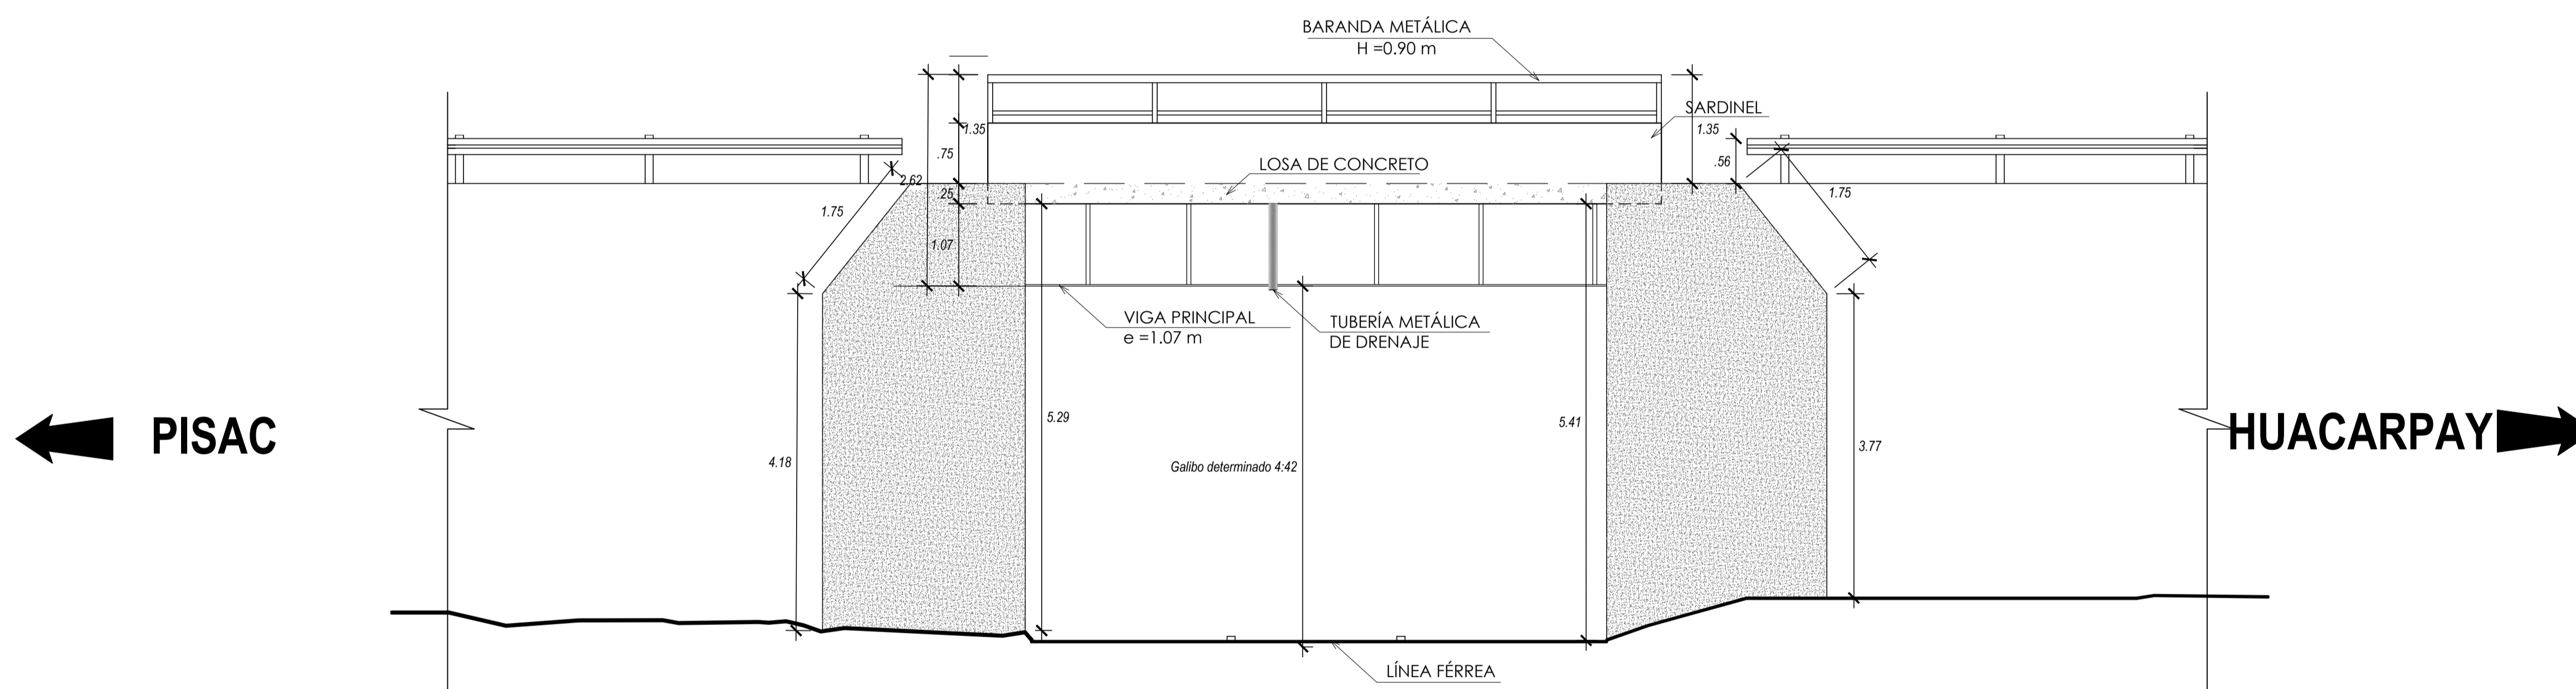 BARANDA METÁLICA
H =0.90 m
SARDINEL
1.35
1.35
.75
.56
LOSA DE CONCRETO
2.62
.25
1.75
1.75
1.07
VIGA PRINCIPAL
e =1.07 m
TUBERÍA METÁLICA
DE DRENAJE
PISAC
HUACARPAY
5.29
5.41
4.18
Galibo determinado 4:42
3.77
LÍNEA FÉRREA